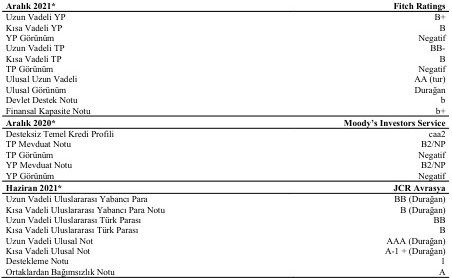 Aralık 2021* Fitch Ratings
Uzun Vadeli YP B+
Kısa Vadeli YP B
YP Görünüm Negatif
Uzun Vadeli TP BB-
Kısa Vadeli TP B
TP Görünüm Negatif
Ulusal Uzun Vadeli AA (tur)
Ulusal Görünüm Durağan
Devlet Destek Notu b
Finansal Kapasite Notu b+
Aralık 2020* Moody's Investors Service
Desteksiz Temel Kredi Profili caa2
TP Mevduat Notu B2/NP
TP Görünüm Negatif
YP Mevduat Notu B2/NP
YP Görünüm Negatif
Haziran 2021* JCR Avrasya
Uzun Vadeli Uluslararası Yabancı Para BB (Durağan)
Kısa Vadeli Uluslararası Yabancı Para Notu B (Durağan)
Uzun Vadeli Uluslararası Türk Parası BB
Kısa Vadeli Uluslararası Türk Parası B
Uzun Vadeli Ulusal Not AAA (Durağan)
Kısa Vadeli Ulusal Not A-1 + (Durağan)
Destekleme Notu 1
Ortaklardan Bağımsızlık Notu A